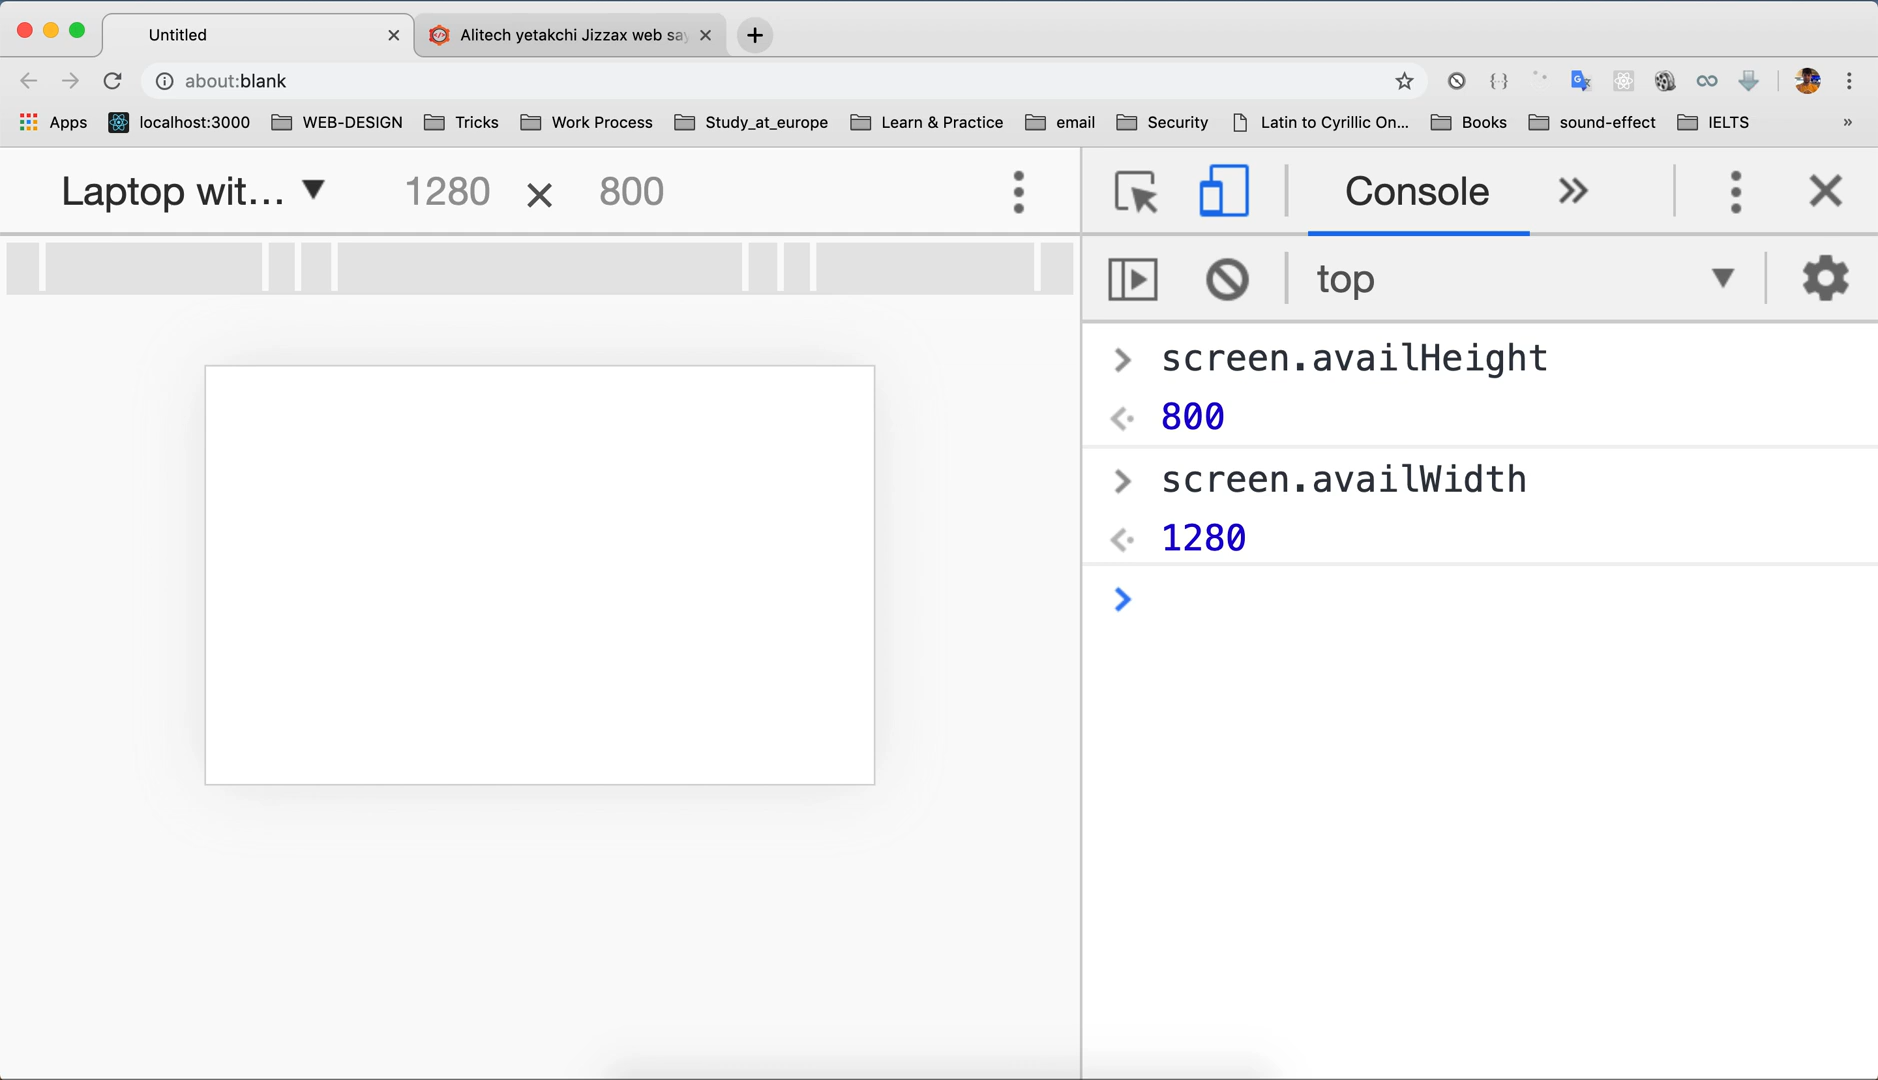 Untitled
Alitech yetakchi Jizzax web say
about:blank
Apps localhost:3000 WEB-DESIGN Tricks Work Process Study_at_europe Learn & Practice email Security Latin to Cyrillic On... Books sound-effect IELTS »
Laptop wit... 1280 × 800
Console
top
screen.availHeight
800
screen.availWidth
1280